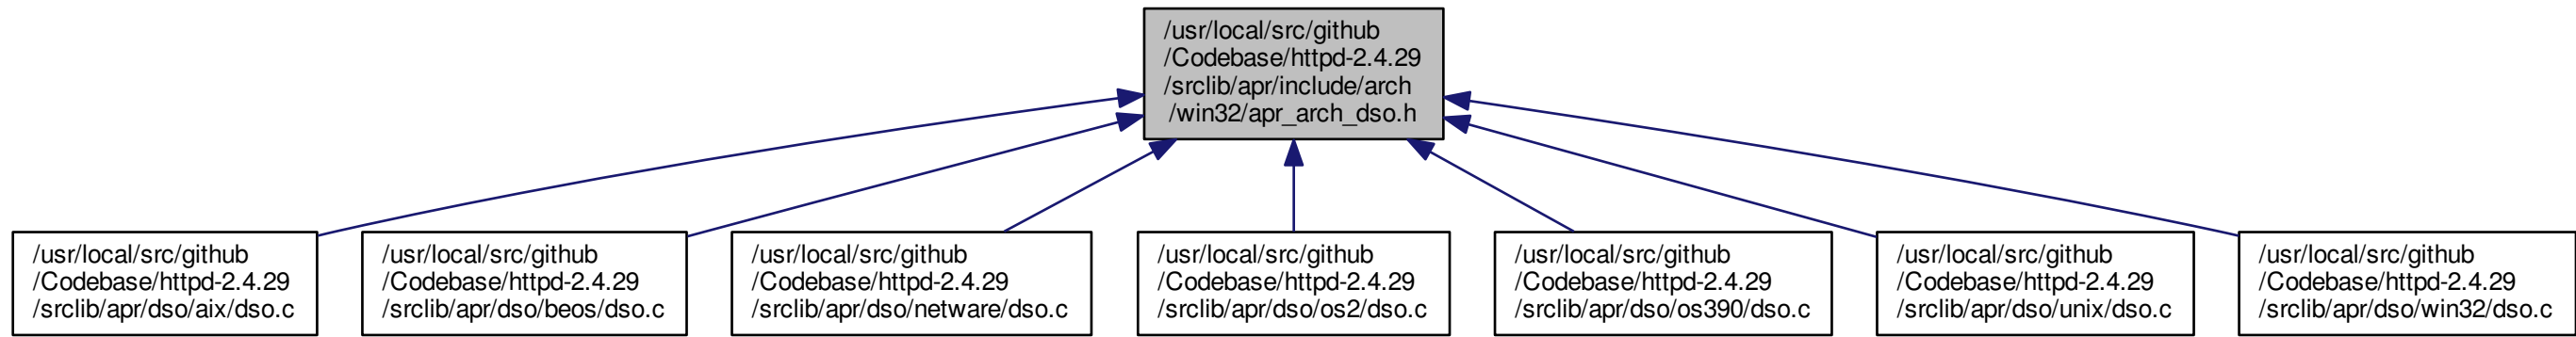 /usr/local/src/github
/Codebase/httpd-2.4.29
/srclib/apr/include/arch
/win32/apr_arch_dso.h
/usr/local/src/github
/Codebase/httpd-2.4.29
/srclib/apr/dso/aix/dso.c
/usr/local/src/github
/Codebase/httpd-2.4.29
/srclib/apr/dso/beos/dso.c
/usr/local/src/github
/Codebase/httpd-2.4.29
/srclib/apr/dso/netware/dso.c
/usr/local/src/github
/Codebase/httpd-2.4.29
/srclib/apr/dso/os2/dso.c
/usr/local/src/github
/Codebase/httpd-2.4.29
/srclib/apr/dso/os390/dso.c
/usr/local/src/github
/Codebase/httpd-2.4.29
/srclib/apr/dso/unix/dso.c
/usr/local/src/github
/Codebase/httpd-2.4.29
/srclib/apr/dso/win32/dso.c